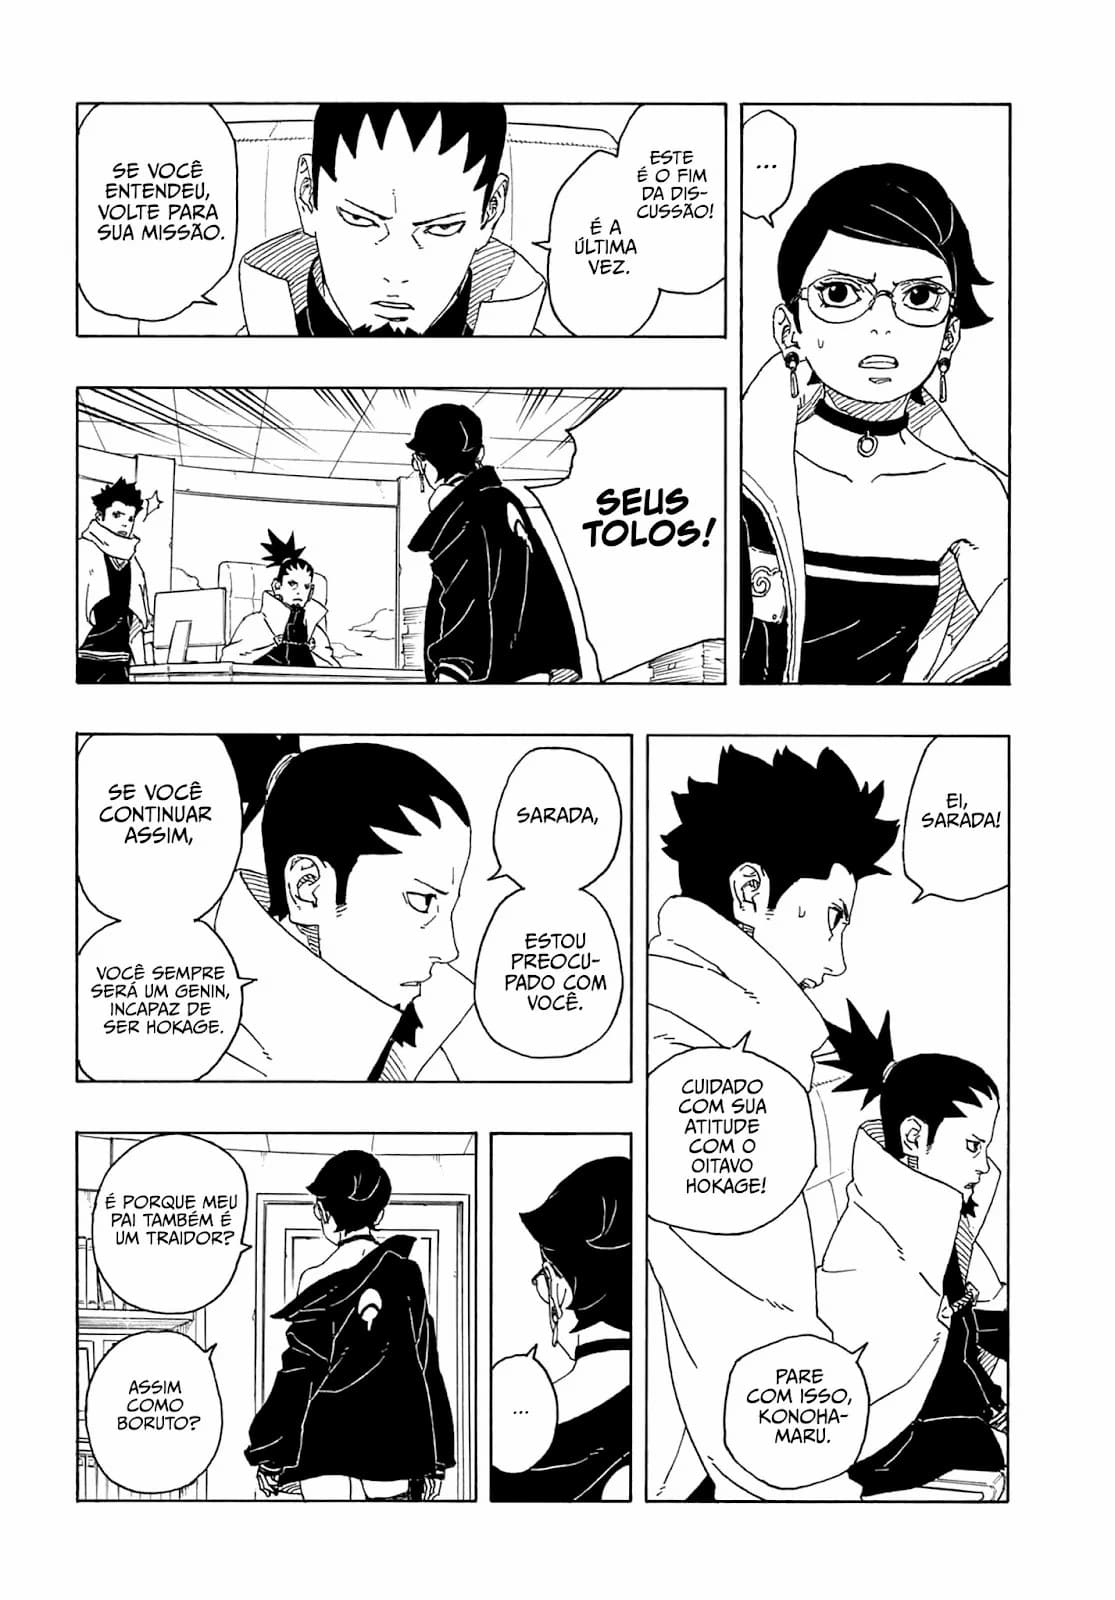 ...
ESTE
É O FIM
DA DIS-
CUSSÃO!
É A
ÚLTIMA
VEZ.
SE VOCÊ
ENTENDEU,
VOLTE PARA
SUA MISSÃO.
SEUS
TOLOS!
EI,
SARADA!
CUIDADO
COM SUA
ATITUDE
COM O
OITAVO
HOKAGE!
PARE
COM ISSO,
KONOHA-
MARU.
SARADA,
ESTOU
PREOCU-
PADO COM
VOCÊ.
SE VOCÊ
CONTINUAR
ASSIM,
VOCÊ SEMPRE
SERÁ UM GENIN,
INCAPAZ DE
SER HOKAGE.
...
É PORQUE MEU
PAI TAMBÉM É
UM TRAIDOR?
ASSIM
COMO
BORUTO?